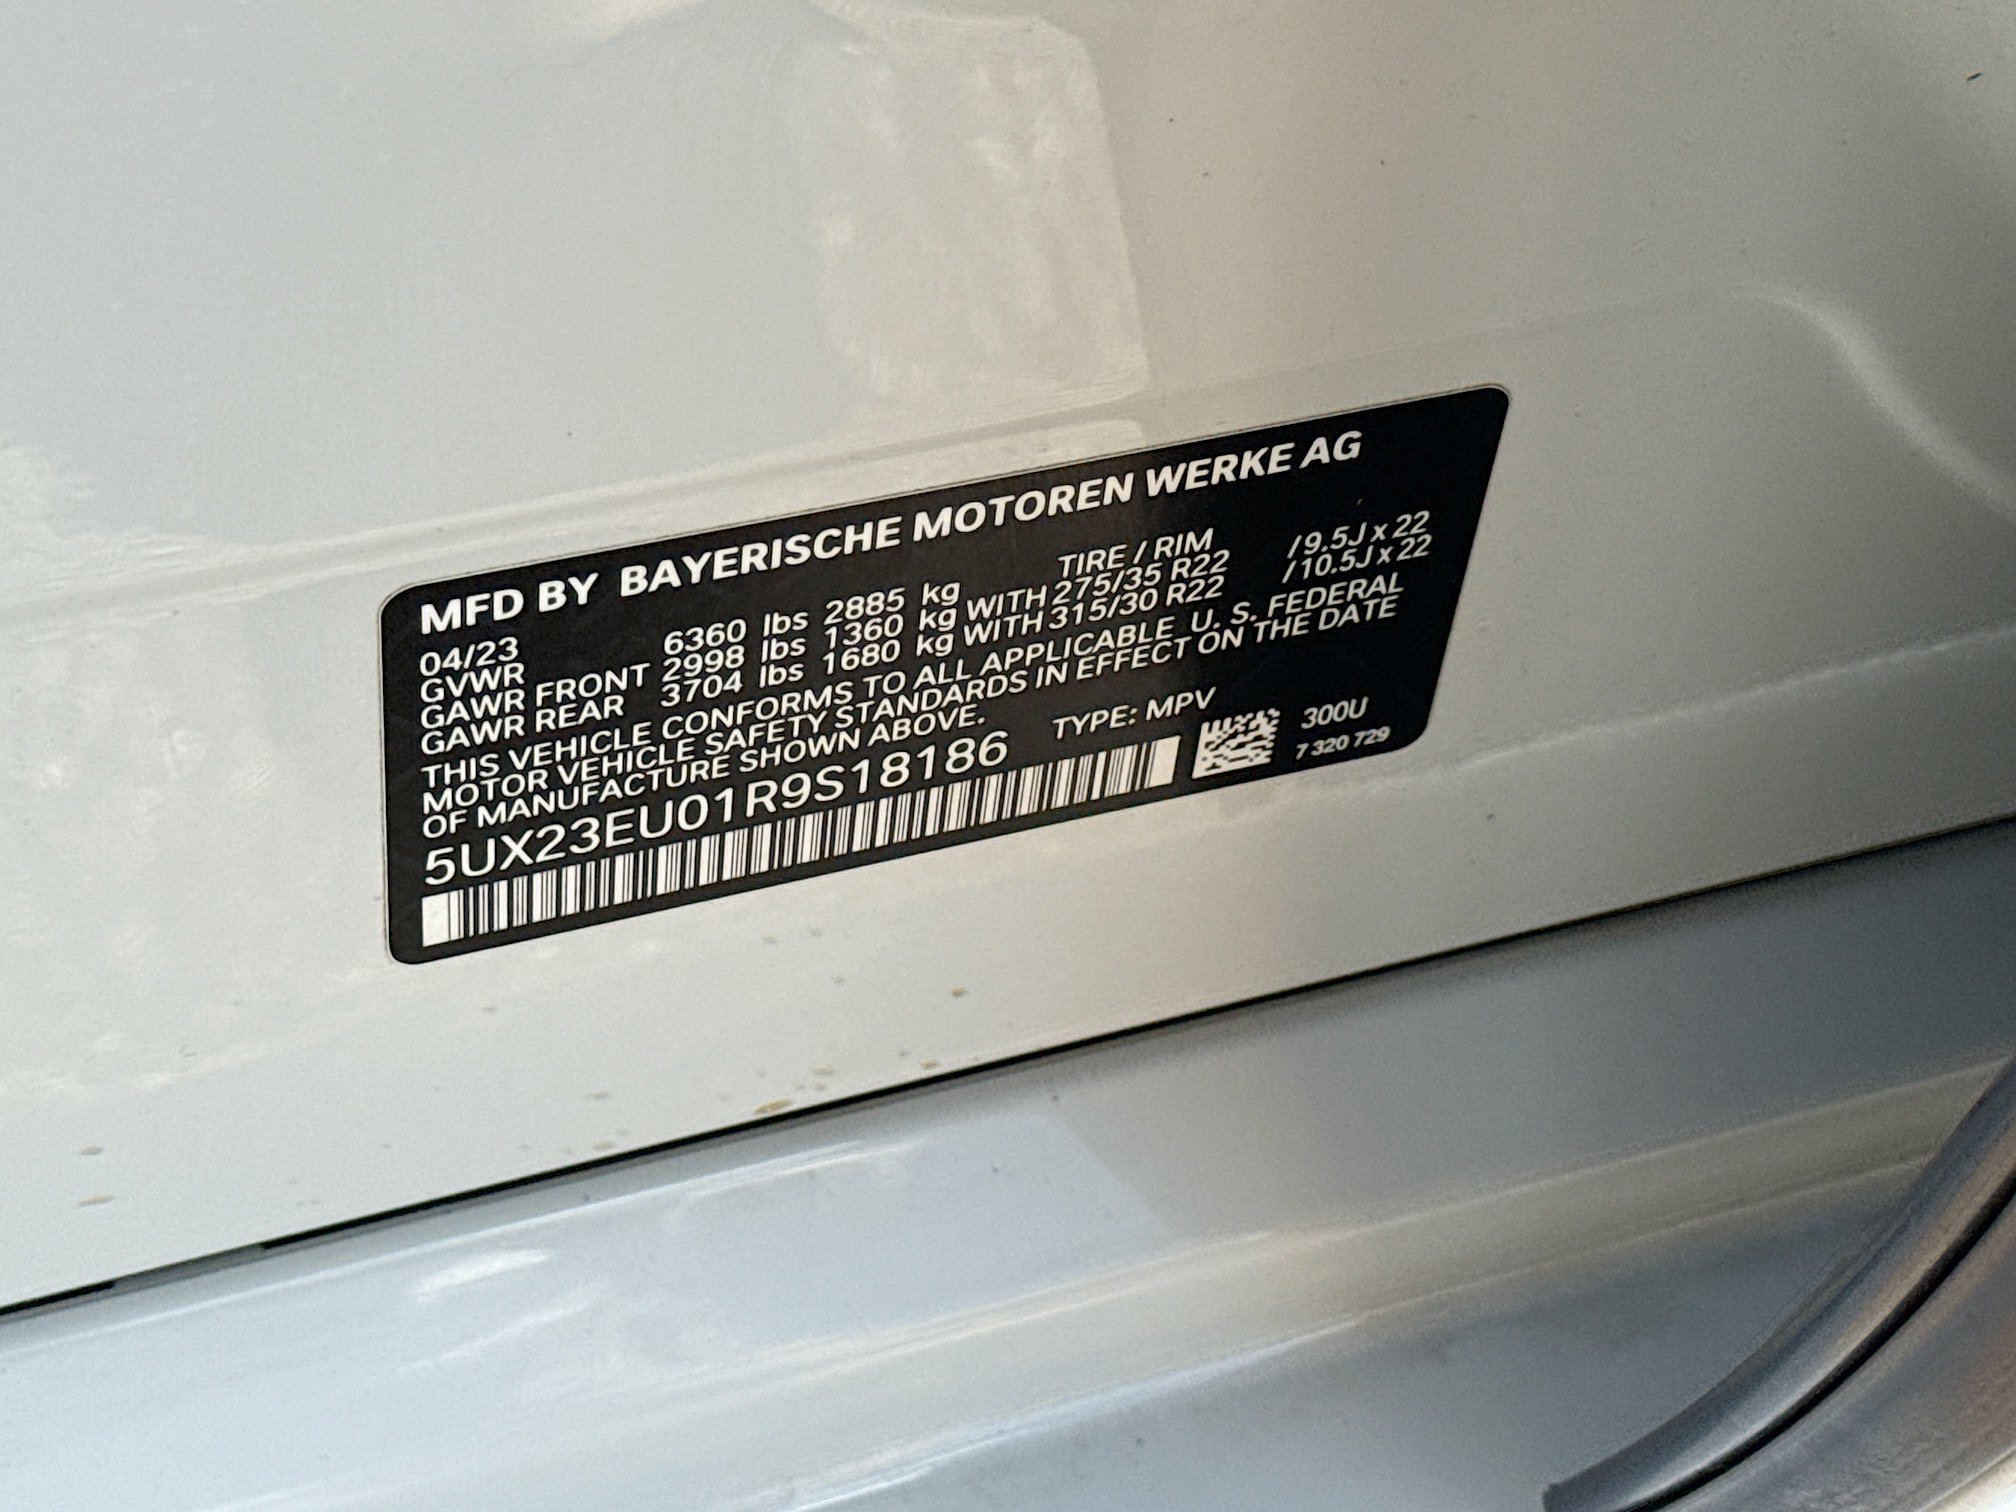 MFD BY BAYERISCHE MOTOREN WERKE AG
04/23 TIRE / RIM
GVWR 6360 lbs 2885 kg
GAWR FRONT 2998 lbs 1360 kg WITH 275/35 R22 /9.5J x 22
GAWR REAR 3704 lbs 1680 kg WITH 315/30 R22 /10.5J x 22
THIS VEHICLE CONFORMS TO ALL APPLICABLE U. S. FEDERAL
MOTOR VEHICLE SAFETY STANDARDS IN EFFECT ON THE DATE
OF MANUFACTURE SHOWN ABOVE.
5UX23EU01R9S18186 TYPE: MPV
300U
7 320 729